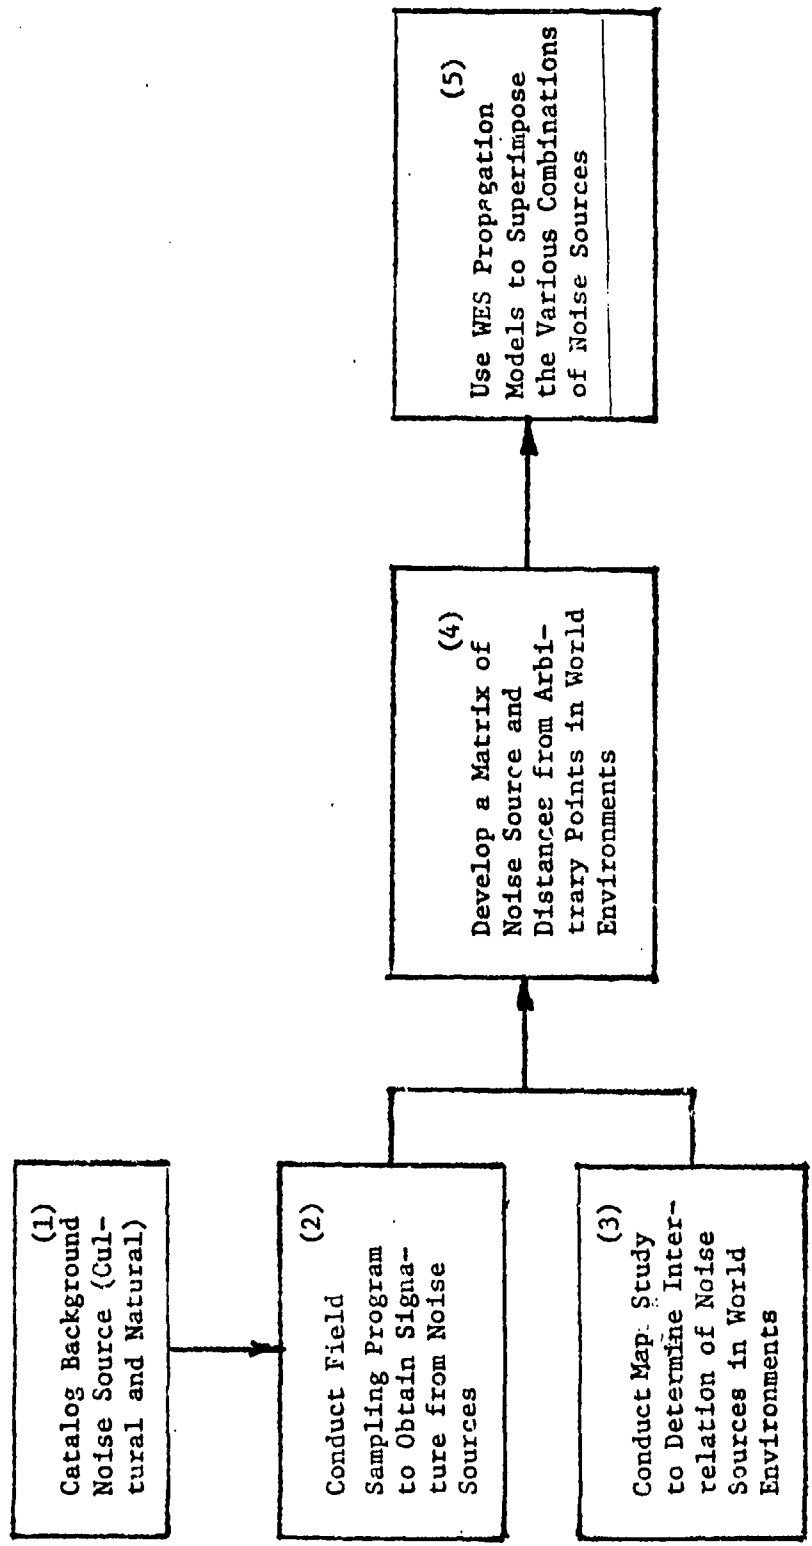 (1)
Catalog Background
Noise Source (Cul-
tural and Natural)
(2)
Conduct Field
Sampling Program
to Obtain Signa-
ture from Noise
Sources
(3)
Conduct Map Study
to Determine Inter-
relation of Noise
Sources in World
Environments
(4)
Develop a Matrix of
Noise Source and
Distances from Arbi-
trary Points in World
Environments
(5)
Use WES Propagation
Models to Superimpose
the Various Combinations
of Noise Sources